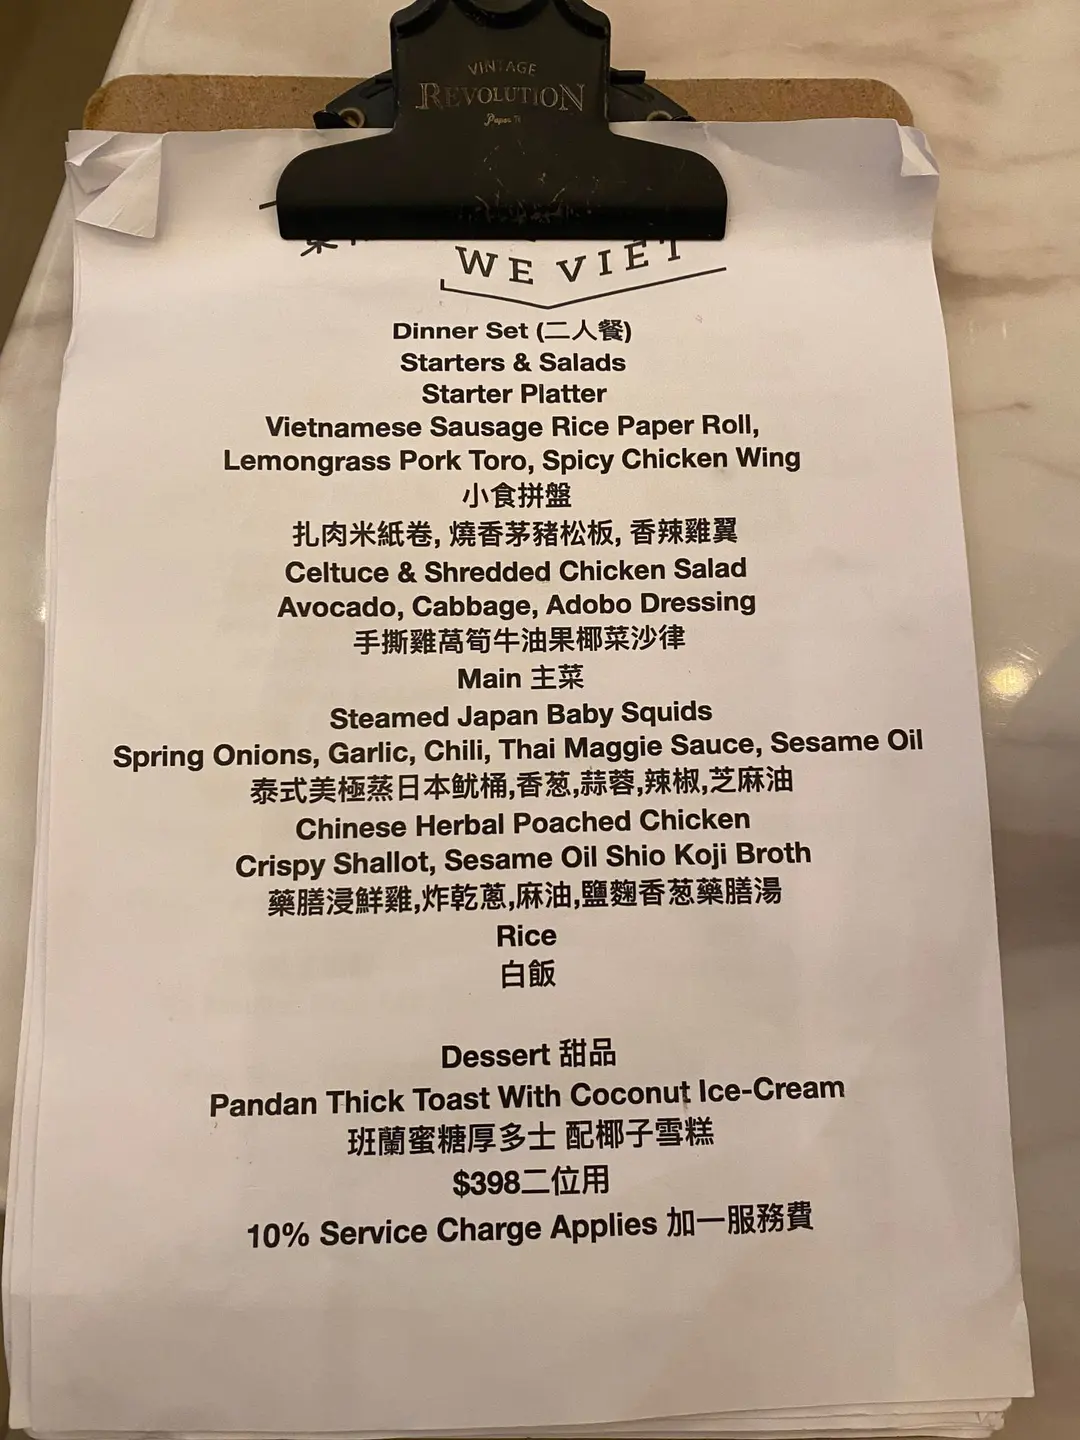 VINTAGE
REVOLUTION
WE VIET
Dinner Set (二人餐)
Starters & Salads
Starter Platter
Vietnamese Sausage Rice Paper Roll,
Lemongrass Pork Toro, Spicy Chicken Wing
小食拼盤
扎肉米紙卷, 燒香茅豬松板, 香辣雞翼
Celtuce & Shredded Chicken Salad
Avocado, Cabbage, Adobo Dressing
手撕雞萵筍牛油果椰菜沙律
Main 主菜
Steamed Japan Baby Squids
Spring Onions, Garlic, Chili, Thai Maggie Sauce, Sesame Oil
泰式美極蒸日本魷桶,香葱,蒜蓉,辣椒,芝麻油
Chinese Herbal Poached Chicken
Crispy Shallot, Sesame Oil Shio Koji Broth
藥膳浸鮮雞,炸乾蔥,麻油,鹽麴香葱藥膳湯
Rice
白飯
Dessert 甜品
Pandan Thick Toast With Coconut Ice-Cream
班蘭蜜糖厚多士 配椰子雪糕
$398二位用
10% Service Charge Applies 加一服務費